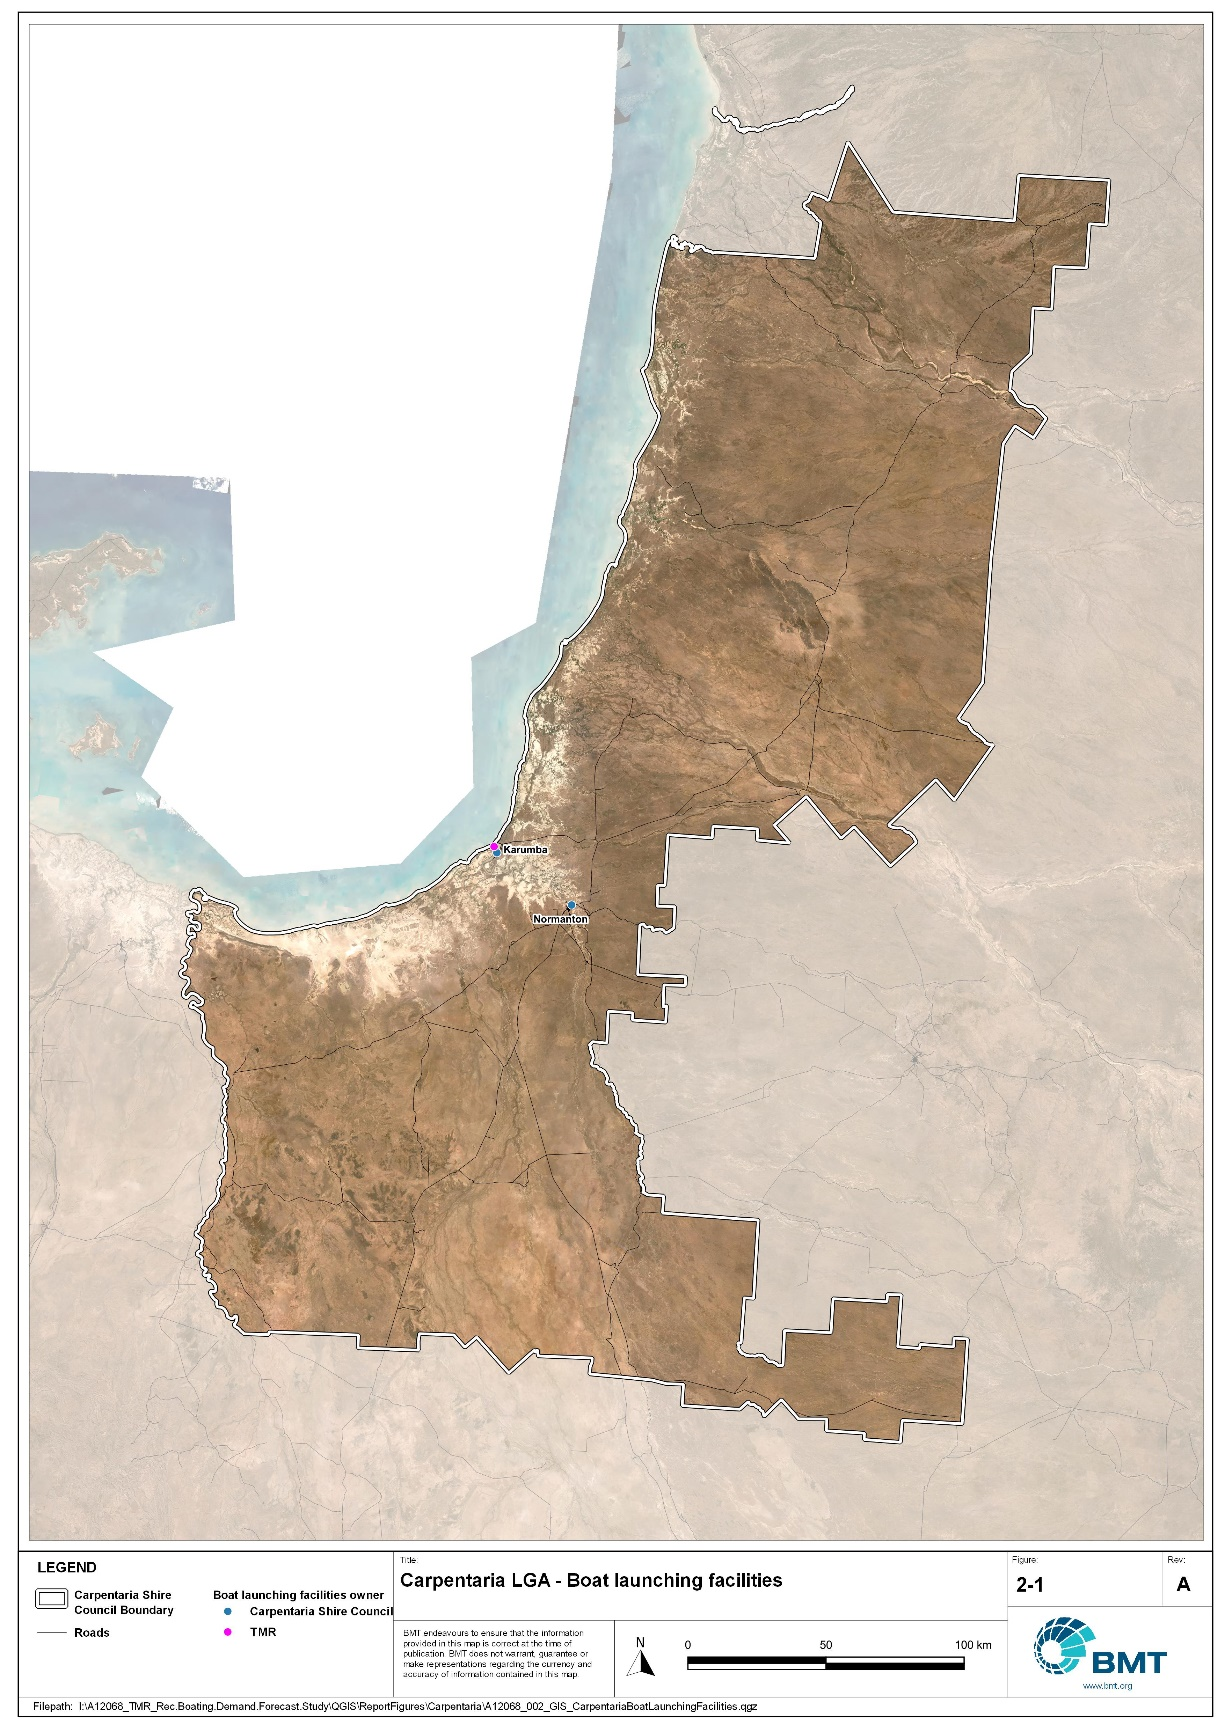 Karumba
Normanton
LEGEND
Carpentaria Shire
Council Boundary
Roads
Boat launching facilities owner
Carpentaria Shire Council
TMR
Title:
Carpentaria LGA - Boat launching facilities
BMT endeavours to ensure that the information
provided in this map is correct at the time of
publication. BMT does not warrant, guarantee or
make representations regarding the currency and
accuracy of information contained in this map.
N
0 50 100 km
Figure:
2-1
Rev:
A
BMT
www.bmt.org
Filepath: I:\A12068_TMR_Rec.Boating.Demand.Forecast.Study\QGIS\ReportFigures\Carpentaria\A12068_002_GIS_CarpentariaBoatLaunchingFacilities.qgz